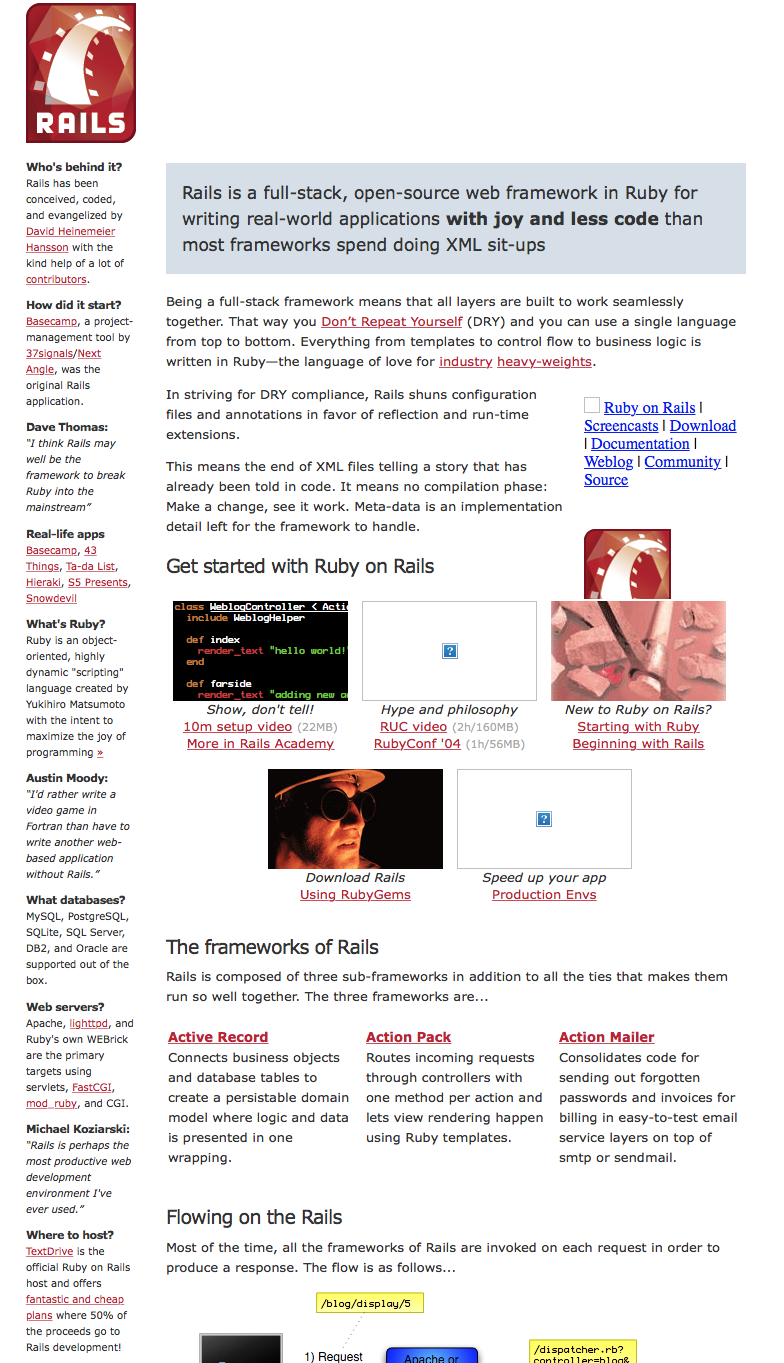 RAILS
Who's behind it?
Rails has been
conceived, coded,
and evangelized by
David Heinemeier
Hansson with the
kind help of a lot of
contributors.
How did it start?
Basecamp, a project-
management tool by
37signals/Next
Angle, was the
original Rails
application.
Dave Thomas:
“I think Rails may
well be the
framework to break
Ruby into the
mainstream”
Real-life apps
Basecamp, 43
Things, Ta-da List,
Hieraki, S5 Presents,
Snowdevil
What's Ruby?
Ruby is an object-
oriented, highly
dynamic "scripting"
language created by
Yukihiro Matsumoto
with the intent to
maximize the joy of
programming »
Austin Moody:
“I'd rather write a
video game in
Fortran than have to
write another web-
based application
without Rails.”
What databases?
MySQL, PostgreSQL,
SQLite, SQL Server,
DB2, and Oracle are
supported out of the
box.
Web servers?
Apache, lighttpd, and
Ruby's own WEBrick
are the primary
targets using
servlets, FastCGI,
mod_ruby, and CGI.
Michael Koziarski:
“Rails is perhaps the
most productive web
development
environment I've
ever used.”
Where to host?
TextDrive is the
official Ruby on Rails
host and offers
fantastic and cheap
plans where 50% of
the proceeds go to
Rails development!
Rails is a full-stack, open-source web framework in Ruby for
writing real-world applications with joy and less code than
most frameworks spend doing XML sit-ups
Being a full-stack framework means that all layers are built to work seamlessly
together. That way you Don’t Repeat Yourself (DRY) and you can use a single language
from top to bottom. Everything from templates to control flow to business logic is
written in Ruby—the language of love for industry heavy-weights.
In striving for DRY compliance, Rails shuns configuration
files and annotations in favor of reflection and run-time
extensions.
This means the end of XML files telling a story that has
already been told in code. It means no compilation phase:
Make a change, see it work. Meta-data is an implementation
detail left for the framework to handle.
Ruby on Rails |
Screencasts | Download
| Documentation |
Weblog | Community |
Source
Get started with Ruby on Rails
class WeblogController < Actio
include WeblogHelper
def index
render_text "hello world!"
end
def farside
render_text "adding new a
Show, don't tell!
10m setup video (22MB)
More in Rails Academy
Hype and philosophy
RUC video (2h/160MB)
RubyConf '04 (1h/56MB)
New to Ruby on Rails?
Starting with Ruby
Beginning with Rails
Download Rails
Using RubyGems
Speed up your app
Production Envs
The frameworks of Rails
Rails is composed of three sub-frameworks in addition to all the ties that makes them
run so well together. The three frameworks are...
Active Record
Connects business objects
and database tables to
create a persistable domain
model where logic and data
is presented in one
wrapping.
Action Pack
Routes incoming requests
through controllers with
one method per action and
lets view rendering happen
using Ruby templates.
Action Mailer
Consolidates code for
sending out forgotten
passwords and invoices for
billing in easy-to-test email
service layers on top of
smtp or sendmail.
Flowing on the Rails
Most of the time, all the frameworks of Rails are invoked on each request in order to
produce a response. The flow is as follows...
/blog/display/5
1) Request
Apache or
/dispatcher.rb?
controller=blog&